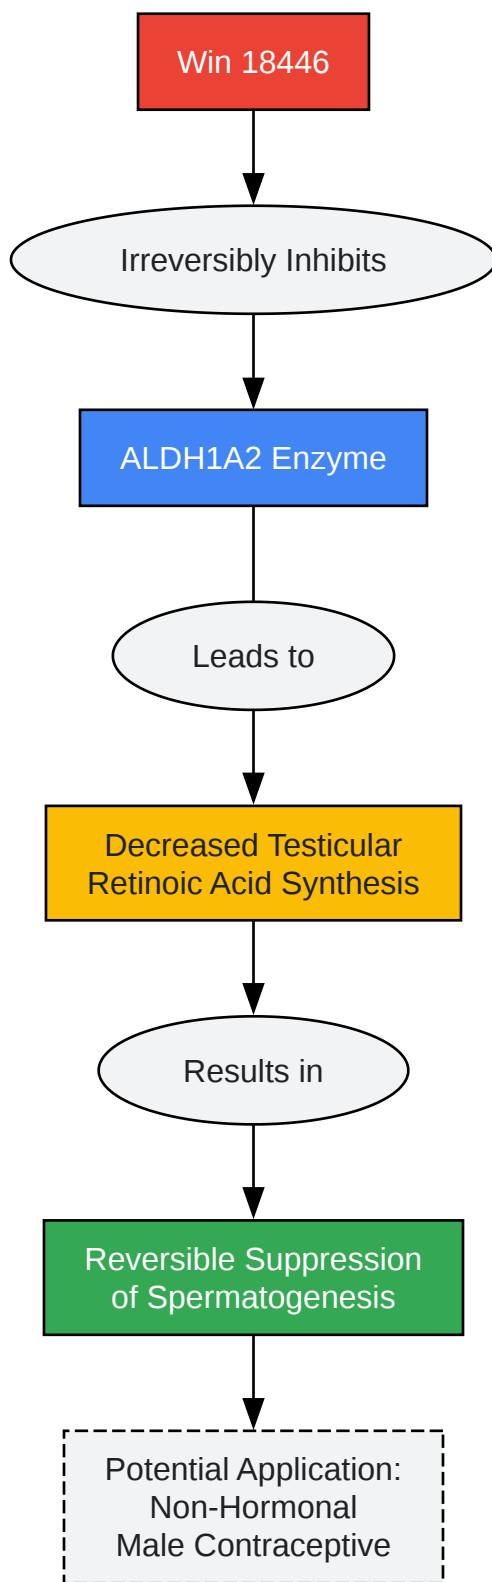 Win 18446
Irreversibly Inhibits
ALDH1A2 Enzyme
Leads to
Decreased Testicular
Retinoic Acid Synthesis
Results in
Reversible Suppression
of Spermatogenesis
Potential Application:
Non-Hormonal
Male Contraceptive